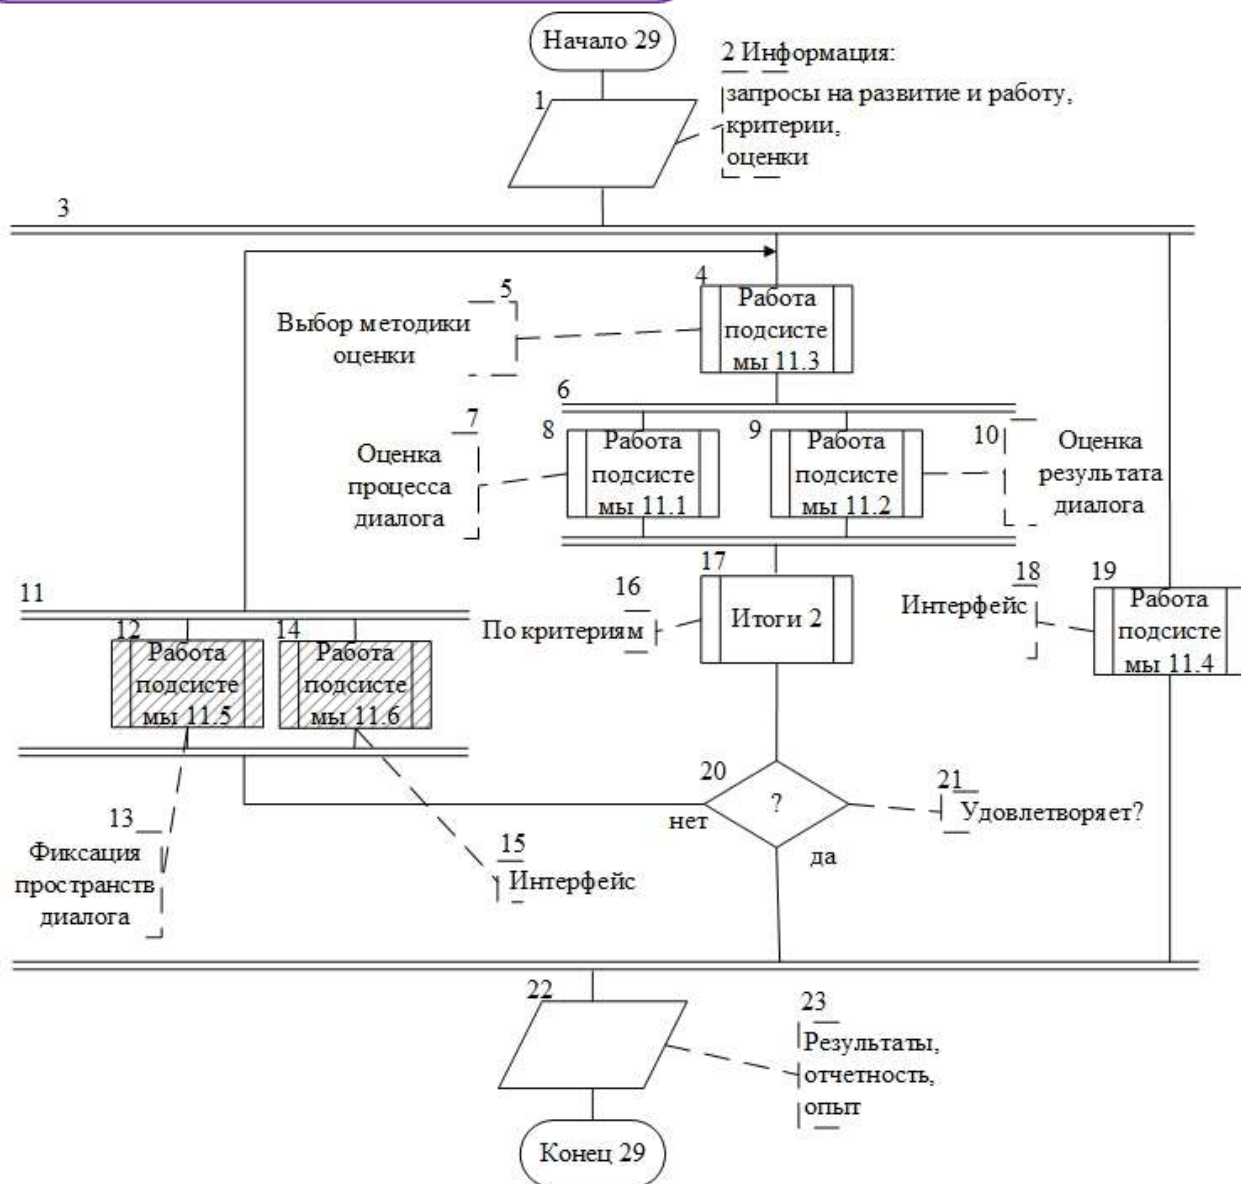 Начало 29
1
2 Информация:
запросы на развитие и работу,
критерии,
оценки
3
4
Работа
подсисте
мы 11.3
5
Выбор методики
оценки
6
7
Оценка
процесса
диалога
8
Работа
подсисте
мы 11.1
9
Работа
подсисте
мы 11.2
10
Оценка
результата
диалога
11
12
Работа
подсисте
мы 11.5
14
Работа
подсисте
мы 11.6
16
По критериям
17
Итоги 2
18
Интерфейс
19
Работа
подсисте
мы 11.4
20
?
нет
да
21
Удовлетворяет?
13
Фиксация
пространств
диалога
15
Интерфейс
22
23
Результаты,
отчетность,
опыт
Конец 29